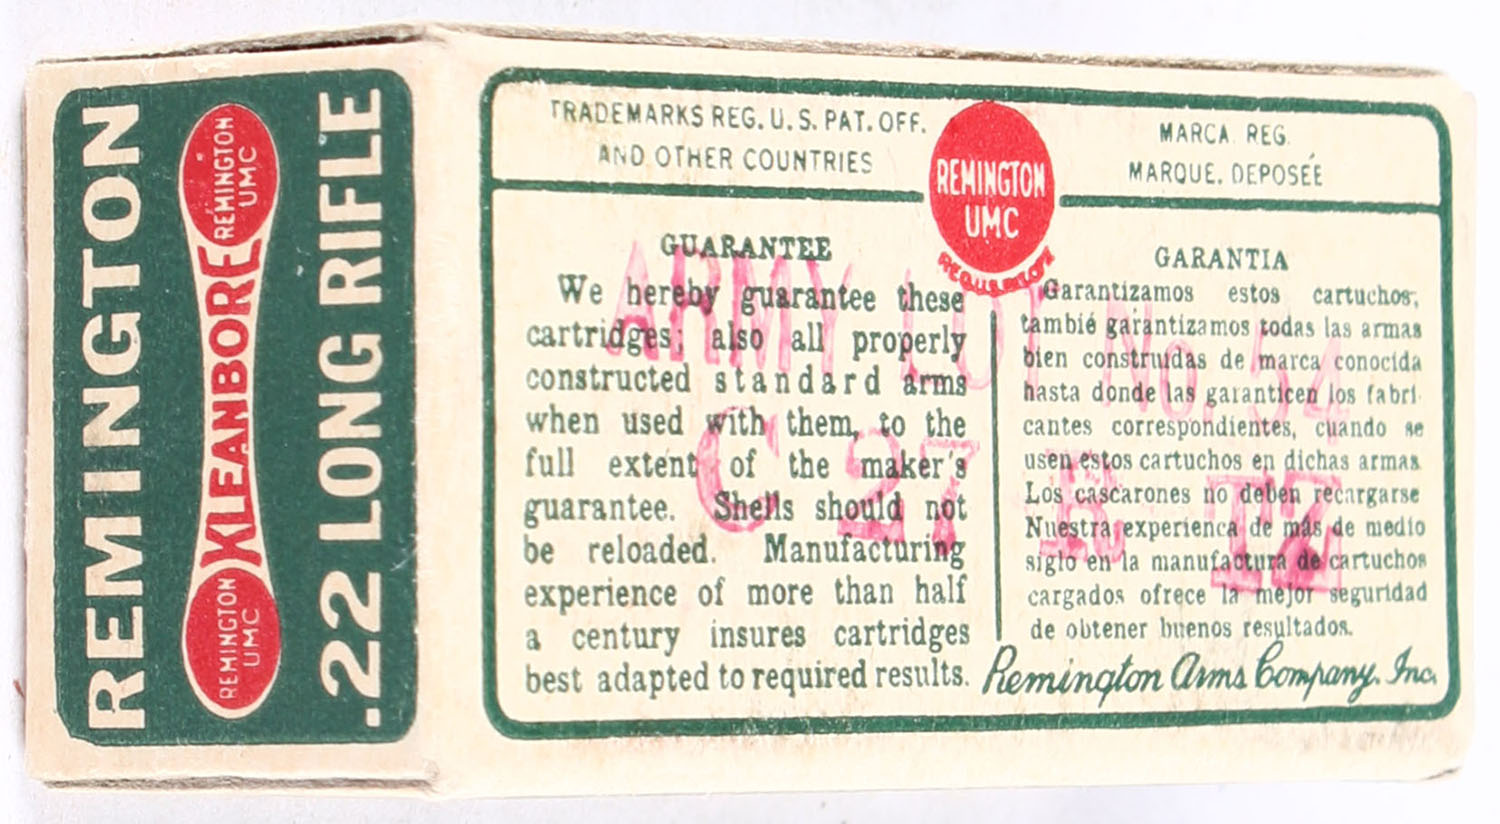 REMINGTON
REMINGTON
UMC
KLEANBORE
REMINGTON
UMC
.22 LONG RIFLE
TRADEMARKS REG. U. S. PAT. OFF.
AND OTHER COUNTRIES
REMINGTON
UMC
MARCA. REG.
MARQUE. DEPOSÉE
GUARANTEE
We hereby guarantee these
cartridges; also all properly
constructed standard arms
when used with them, to the
full extent of the maker's
guarantee. Shells should not
be reloaded. Manufacturing
experience of more than half
a century insures cartridges
best adapted to required results.
GARANTIA
Garantizamos estos cartuchos,
tambié garantizamos todas las armas
bien construidas de marca conocida
hasta donde las garanticen los fabri-
cantes correspondientes, cuando se
usen estos cartuchos en dichas armas.
Los cascarones no deben recargarse
Nuestra experienca de más de medio
siglo en la manufactura de cartuchos
cargados ofrece la mejor seguridad
de obtener buenos resultados.
Remington Arms Company, Inc.
ARMY LOT No. 54
C 27